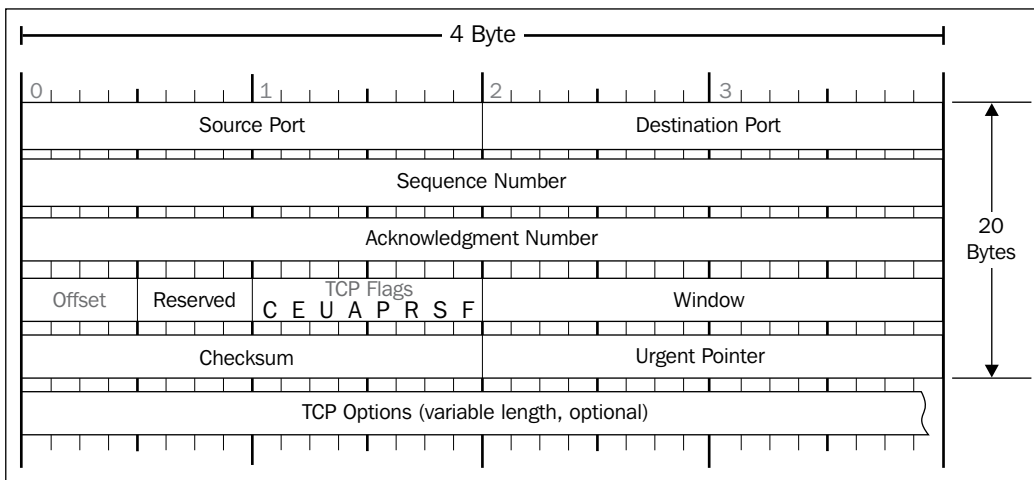 4 Byte
0 1 2 3
Source Port Destination Port
Sequence Number
Acknowledgment Number
20
Bytes
Offset Reserved TCP Flags Window
C E U A P R S F
Checksum Urgent Pointer
TCP Options (variable length, optional)